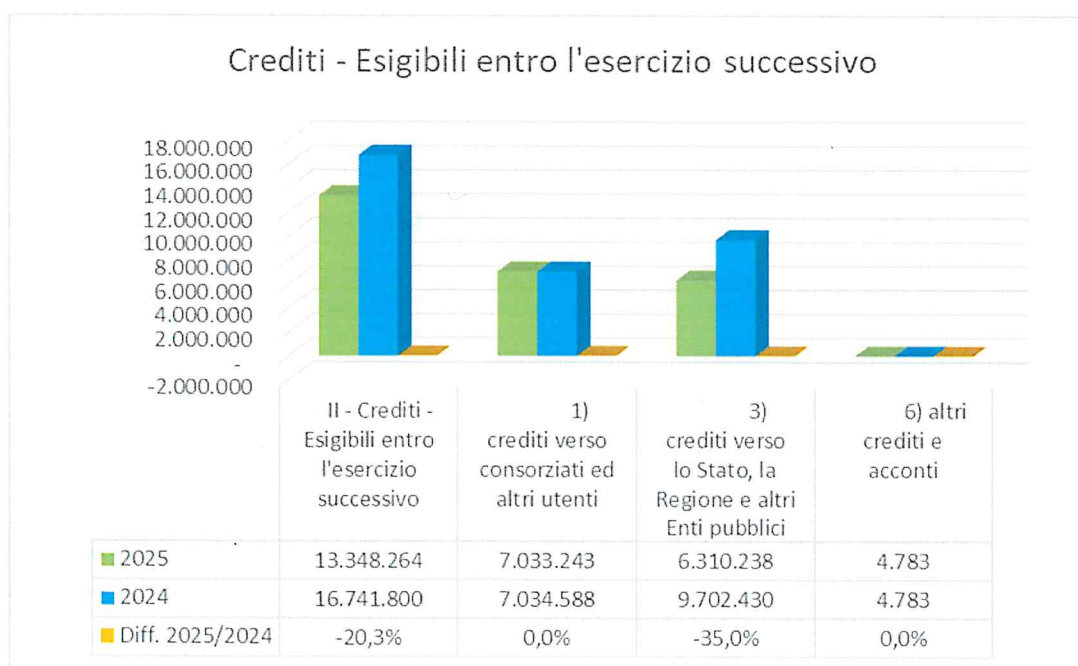 Crediti - Esigibili entro l'esercizio successivo
18.000.000
16.000.000
14.000.000
12.000.000
10.000.000
8.000.000
6.000.000
4.000.000
2.000.000
-
-2.000.000
II - Crediti -
Esigibili entro
l'esercizio
successivo
1)
crediti verso
consorziati ed
altri utenti
3)
crediti verso
lo Stato, la
Regione e altri
Enti pubblici
6) altri
crediti e
acconti
2025 13.348.264 7.033.243 6.310.238 4.783
2024 16.741.800 7.034.588 9.702.430 4.783
Diff. 2025/2024 -20,3% 0,0% -35,0% 0,0%